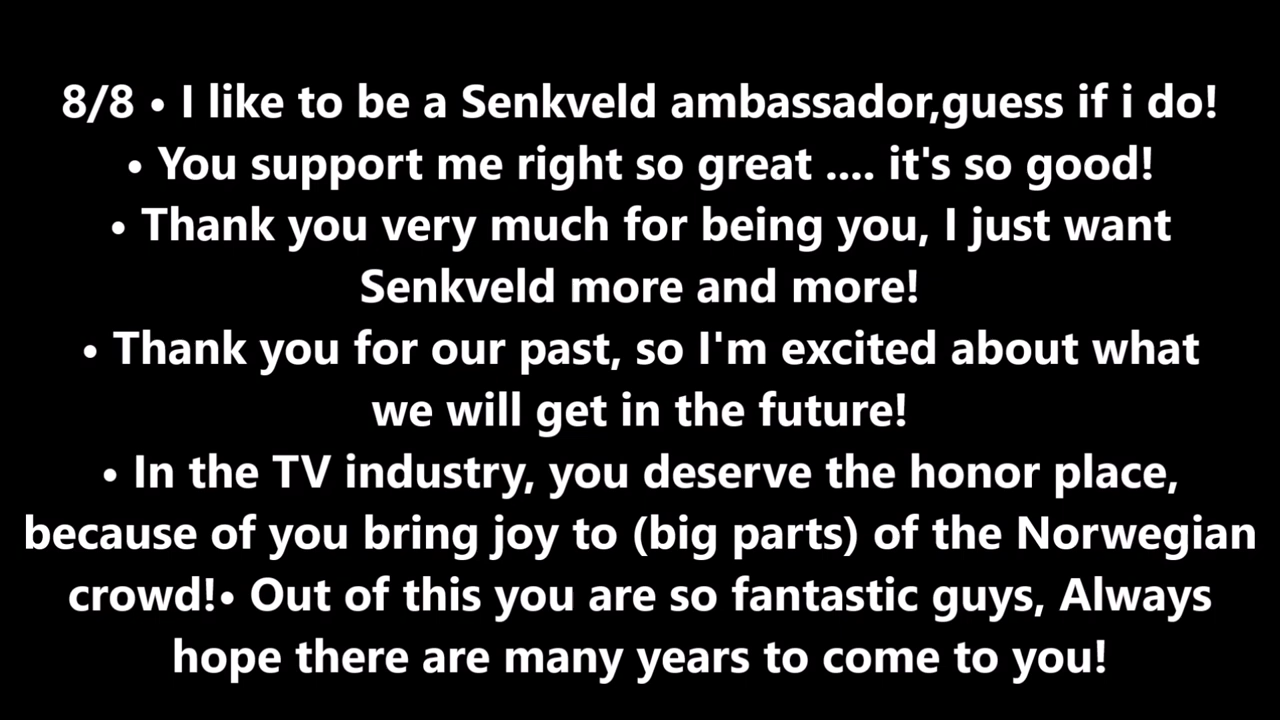 8/8 • I like to be a Senkveld ambassador,guess if i do!
• You support me right so great .... it's so good!
• Thank you very much for being you, I just want
Senkveld more and more!
• Thank you for our past, so I'm excited about what
we will get in the future!
• In the TV industry, you deserve the honor place,
because of you bring joy to (big parts) of the Norwegian
crowd!• Out of this you are so fantastic guys, Always
hope there are many years to come to you!